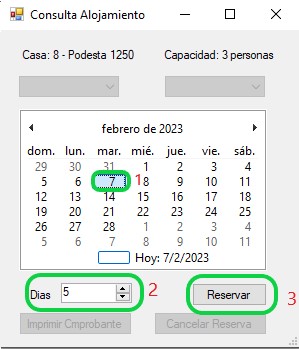 Consulta Alojamiento
Casa: 8 - Podesta 1250 Capacidad: 3 personas
febrero de 2023
dom. lun. mar. mié. jue. vie. sáb.
29 30 31 1 2 3 4
5 6 7 1 8 9 10 11
12 13 14 15 16 17 18
19 20 21 22 23 24 25
26 27 28 1 2 3 4
5 6 7 8 9 10 11
Hoy: 7/2/2023
Dias 5 2 Reservar 3
Imprimir Cmprobante Cancelar Reserva